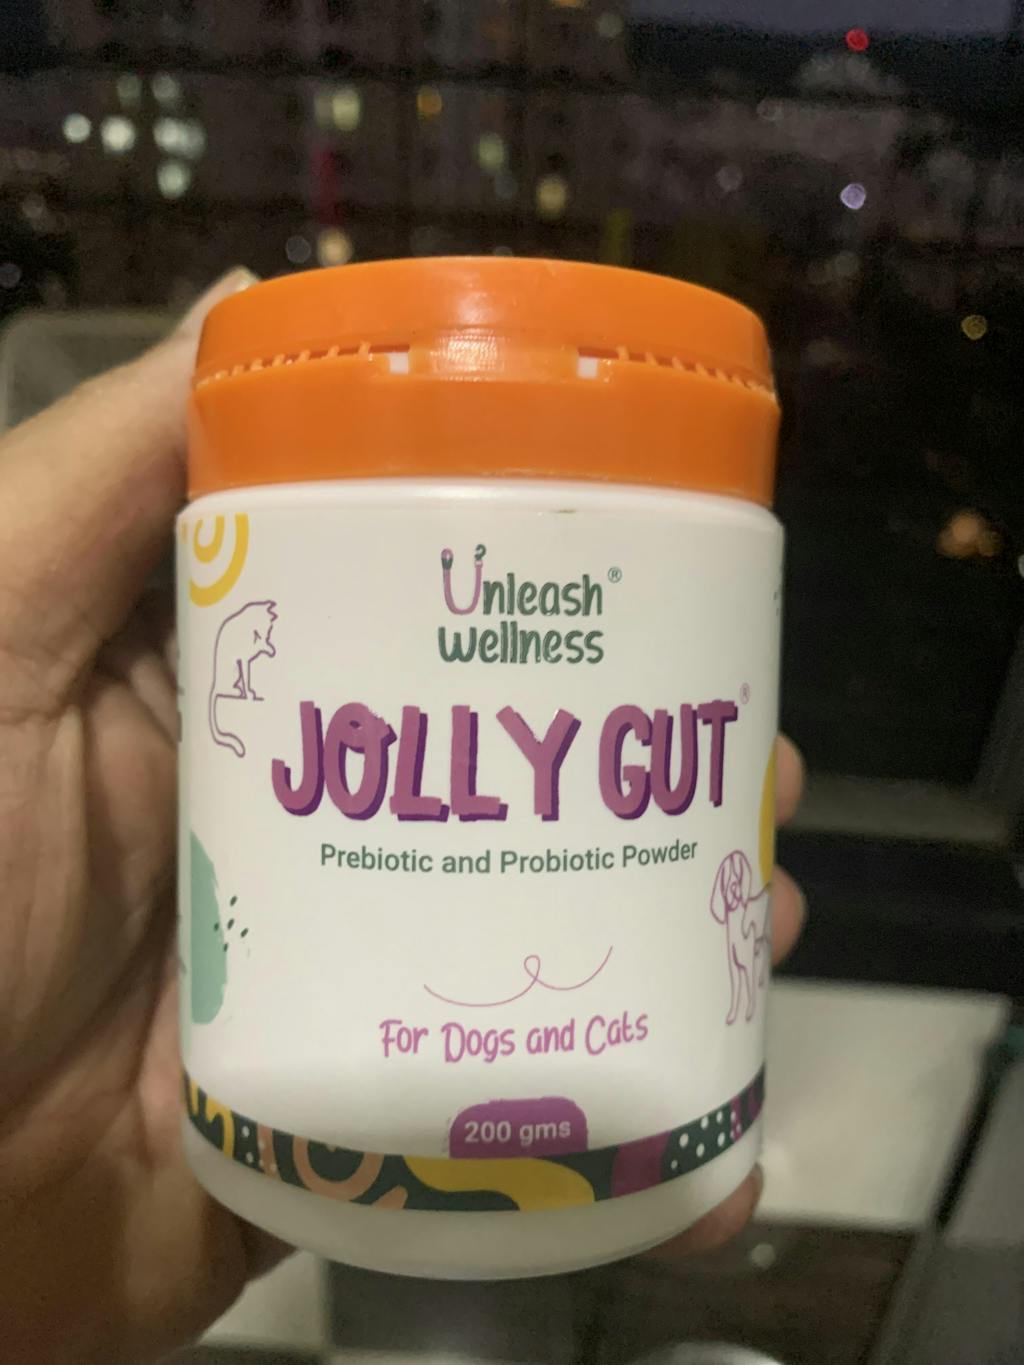 Unleash®
Wellness
JOLLY GUT®
Prebiotic and Probiotic Powder
For Dogs and Cats
200 gms